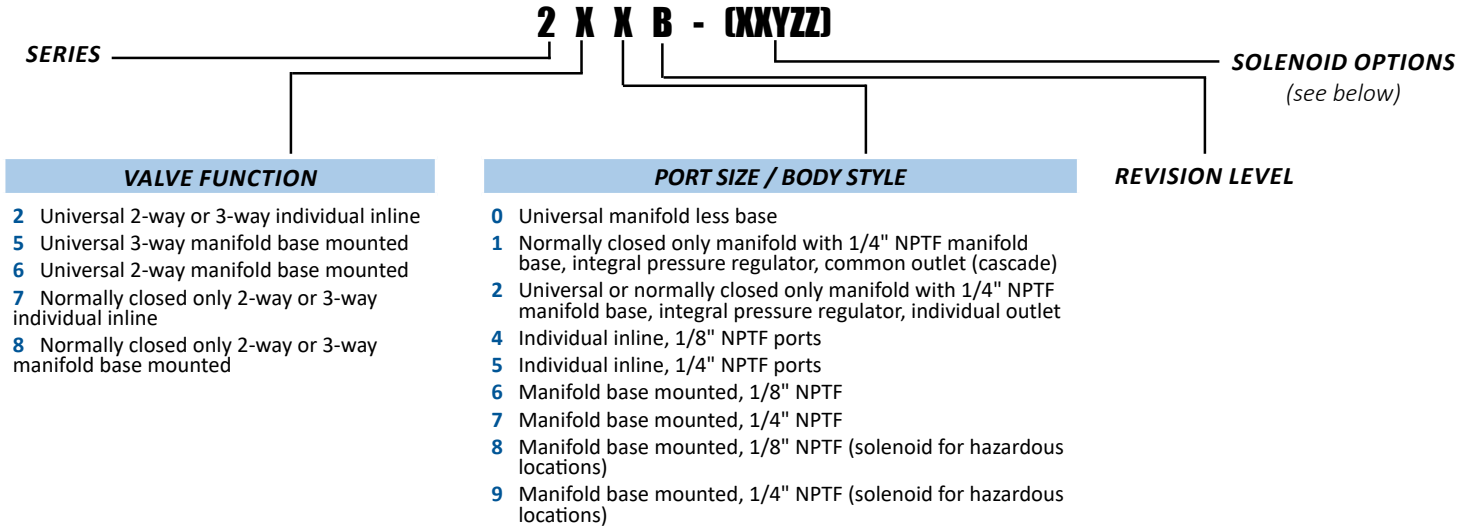 2 X X B - (XXYZZ)
SERIES
SOLENOID OPTIONS
(see below)
VALVE FUNCTION
2 Universal 2-way or 3-way individual inline
5 Universal 3-way manifold base mounted
6 Universal 2-way manifold base mounted
7 Normally closed only 2-way or 3-way
individual inline
8 Normally closed only 2-way or 3-way
manifold base mounted
PORT SIZE / BODY STYLE
0 Universal manifold less base
1 Normally closed only manifold with 1/4" NPTF manifold
base, integral pressure regulator, common outlet (cascade)
2 Universal or normally closed only manifold with 1/4" NPTF
manifold base, integral pressure regulator, individual outlet
4 Individual inline, 1/8" NPTF ports
5 Individual inline, 1/4" NPTF ports
6 Manifold base mounted, 1/8" NPTF
7 Manifold base mounted, 1/4" NPTF
8 Manifold base mounted, 1/8" NPTF (solenoid for hazardous
locations)
9 Manifold base mounted, 1/4" NPTF (solenoid for hazardous
locations)
REVISION LEVEL